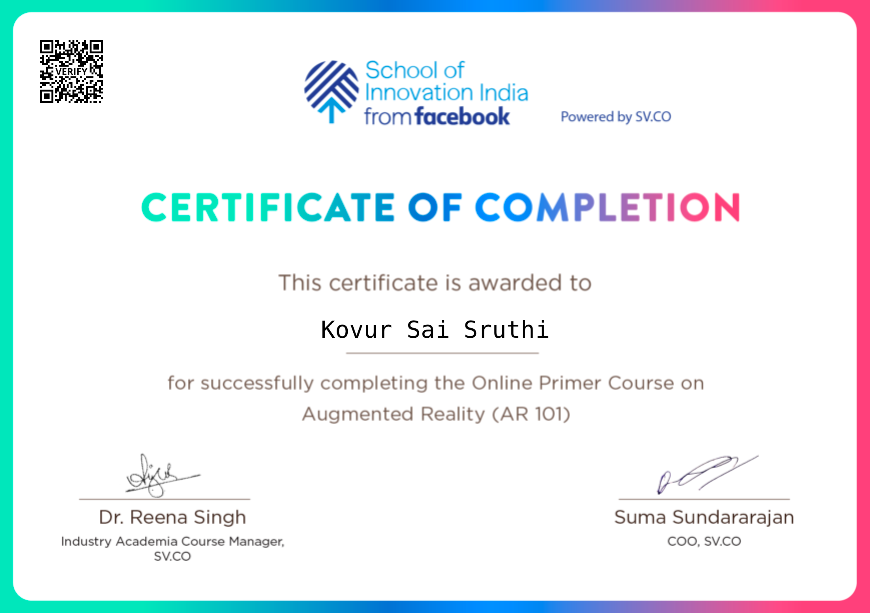 VERIFY
School of
Innovation India
from facebook
Powered by SV.CO
CERTIFICATE OF COMPLETION
This certificate is awarded to
Kovur Sai Sruthi
for successfully completing the Online Primer Course on
Augmented Reality (AR 101)
Dr. Reena Singh
Industry Academia Course Manager,
SV.CO
Suma Sundararajan
COO, SV.CO